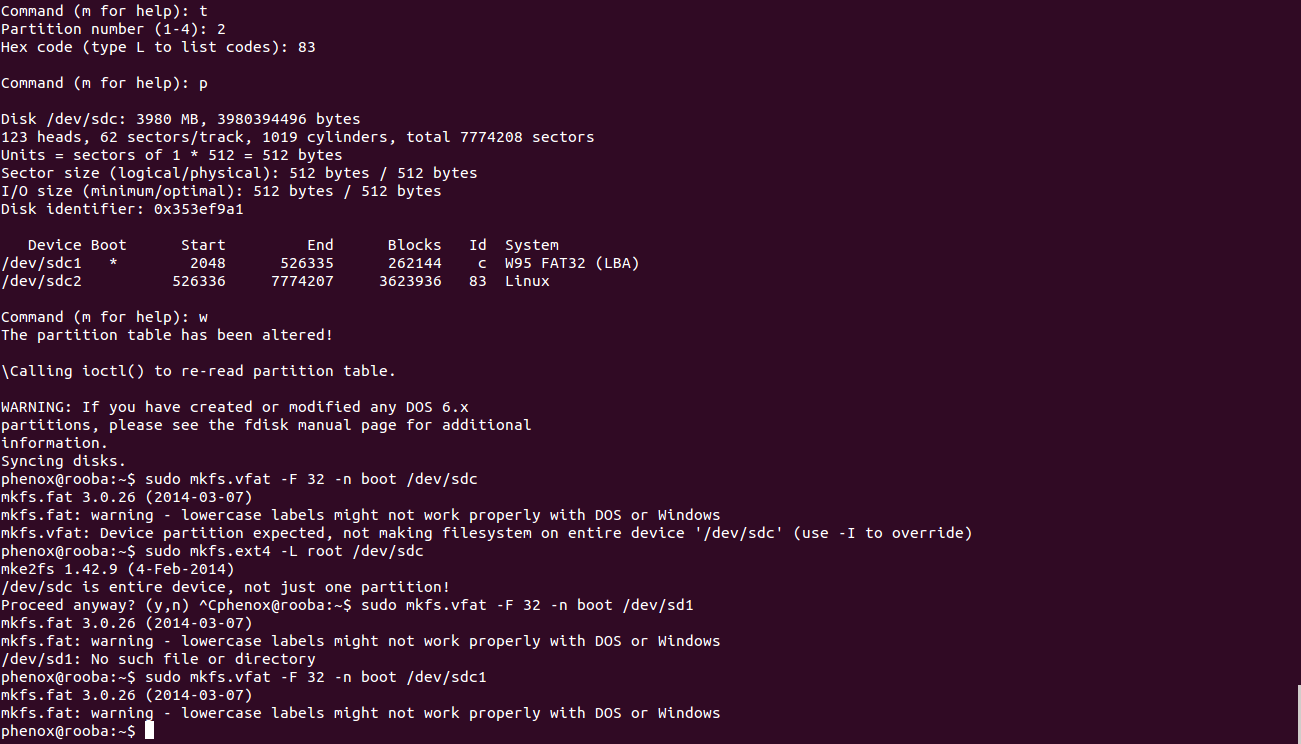 Command (m for help): t
Partition number (1-4): 2
Hex code (type L to list codes): 83
Command (m for help): p
Disk /dev/sdc: 3980 MB, 3980394496 bytes
123 heads, 62 sectors/track, 1019 cylinders, total 7774208 sectors
Units = sectors of 1 * 512 = 512 bytes
Sector size (logical/physical): 512 bytes / 512 bytes
I/O size (minimum/optimal): 512 bytes / 512 bytes
Disk identifier: 0x353ef9a1
   Device Boot      Start         End      Blocks   Id  System
/dev/sdc1   *        2048      526335      262144    c  W95 FAT32 (LBA)
/dev/sdc2          526336     7774207     3623936   83  Linux
Command (m for help): w
The partition table has been altered!
\Calling ioctl() to re-read partition table.
WARNING: If you have created or modified any DOS 6.x
partitions, please see the fdisk manual page for additional
information.
Syncing disks.
phenox@rooba:~$ sudo mkfs.vfat -F 32 -n boot /dev/sdc
mkfs.fat 3.0.26 (2014-03-07)
mkfs.fat: warning - lowercase labels might not work properly with DOS or Windows
mkfs.vfat: Device partition expected, not making filesystem on entire device '/dev/sdc' (use -I to override)
phenox@rooba:~$ sudo mkfs.ext4 -L root /dev/sdc
mke2fs 1.42.9 (4-Feb-2014)
/dev/sdc is entire device, not just one partition!
Proceed anyway? (y,n) ^Cphenox@rooba:~$ sudo mkfs.vfat -F 32 -n boot /dev/sd1
mkfs.fat 3.0.26 (2014-03-07)
mkfs.fat: warning - lowercase labels might not work properly with DOS or Windows
/dev/sd1: No such file or directory
phenox@rooba:~$ sudo mkfs.vfat -F 32 -n boot /dev/sdc1
mkfs.fat 3.0.26 (2014-03-07)
mkfs.fat: warning - lowercase labels might not work properly with DOS or Windows
phenox@rooba:~$